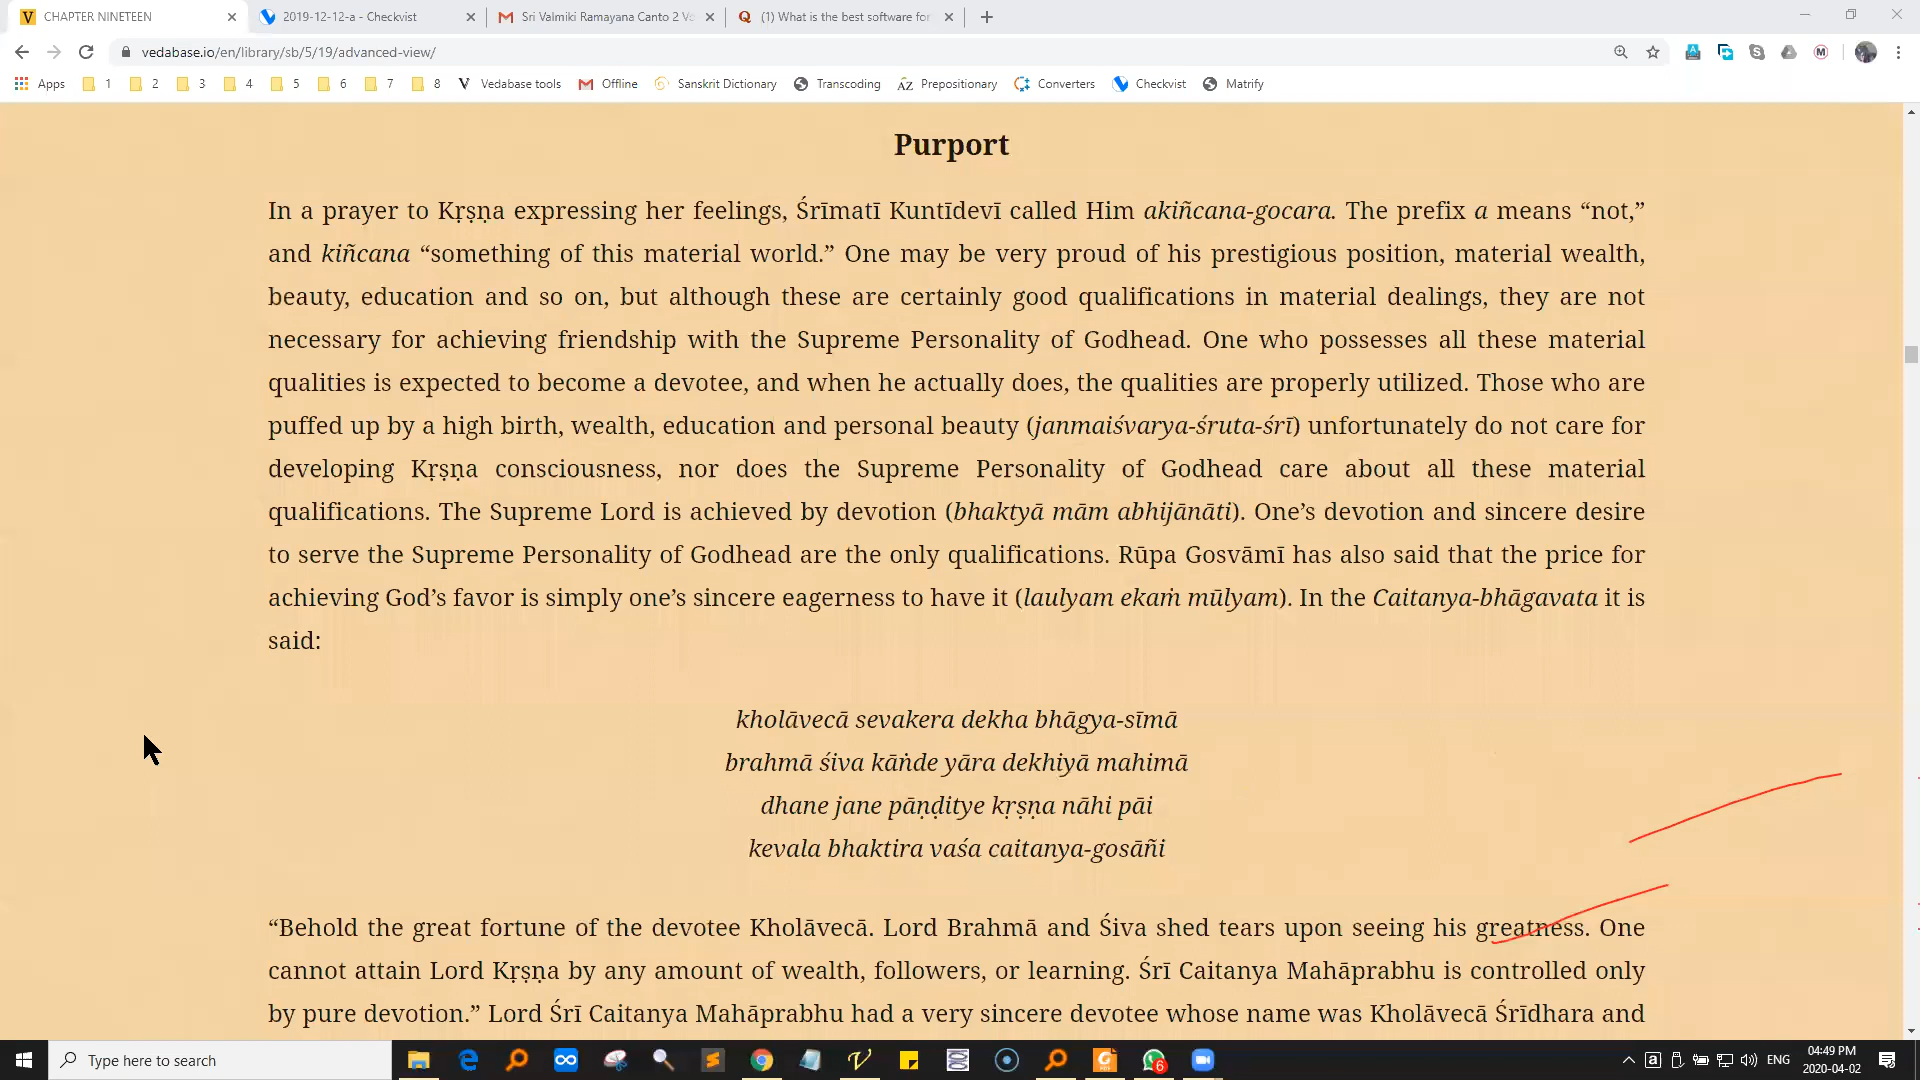 CHAPTER NINETEEN
2019-12-12-a - Checkvist
Sri Valmiki Ramayana Canto 2
(1) What is the best software for
vedabase.io/en/library/sb/5/19/advanced-view/
Apps 1 2 3 4 5 6 7 8 Vedabase tools Offline Sanskrit Dictionary Transcoding Prepositionary Converters Checkvist Matrify
Purport
In a prayer to Kṛṣṇa expressing her feelings, Śrīmatī Kuntīdevī called Him akiñcana-gocara. The prefix a means “not,”
and kiñcana “something of this material world.” One may be very proud of his prestigious position, material wealth,
beauty, education and so on, but although these are certainly good qualifications in material dealings, they are not
necessary for achieving friendship with the Supreme Personality of Godhead. One who possesses all these material
qualities is expected to become a devotee, and when he actually does, the qualities are properly utilized. Those who are
puffed up by a high birth, wealth, education and personal beauty (janmaiśvarya-śruta-śrī) unfortunately do not care for
developing Kṛṣṇa consciousness, nor does the Supreme Personality of Godhead care about all these material
qualifications. The Supreme Lord is achieved by devotion (bhaktyā mām abhijānāti). One’s devotion and sincere desire
to serve the Supreme Personality of Godhead are the only qualifications. Rūpa Gosvāmī has also said that the price for
achieving God’s favor is simply one’s sincere eagerness to have it (laulyam ekaṁ mūlyam). In the Caitanya-bhāgavata it is
said:
kholāvecā sevakera dekha bhāgya-sīmā
brahmā śiva kāṅde yāra dekhiyā mahimā
dhane jane pāṇḍitye kṛṣṇa nāhi pāi
kevala bhaktira vaśa caitanya-gosāñi
“Behold the great fortune of the devotee Kholāvecā. Lord Brahmā and Śiva shed tears upon seeing his greatness. One
cannot attain Lord Kṛṣṇa by any amount of wealth, followers, or learning. Śrī Caitanya Mahāprabhu is controlled only
by pure devotion.” Lord Śrī Caitanya Mahāprabhu had a very sincere devotee whose name was Kholāvecā Śrīdhara and
Type here to search
ENG
04:49 PM
2020-04-02